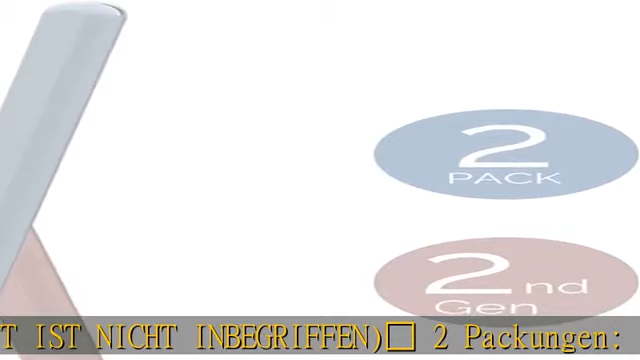 2
PACK
2nd
Gen
T IST NICHT INBEGRIFFEN)□ 2 Packungen: